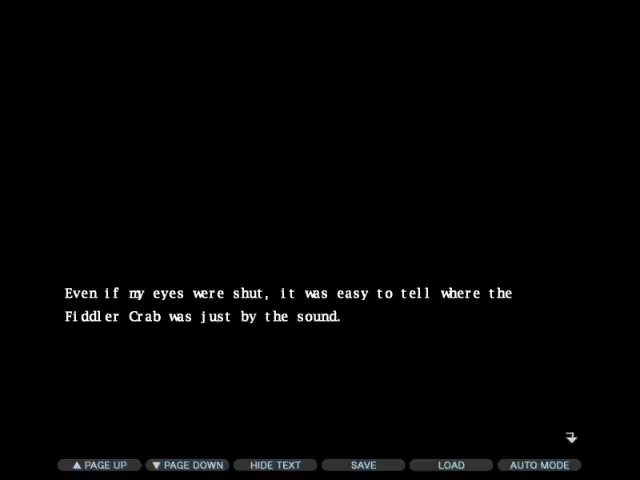 Even if my eyes were shut, it was easy to tell where the
Fiddler Crab was just by the sound.
▲ PAGE UP ▼ PAGE DOWN HIDE TEXT SAVE LOAD AUTO MODE